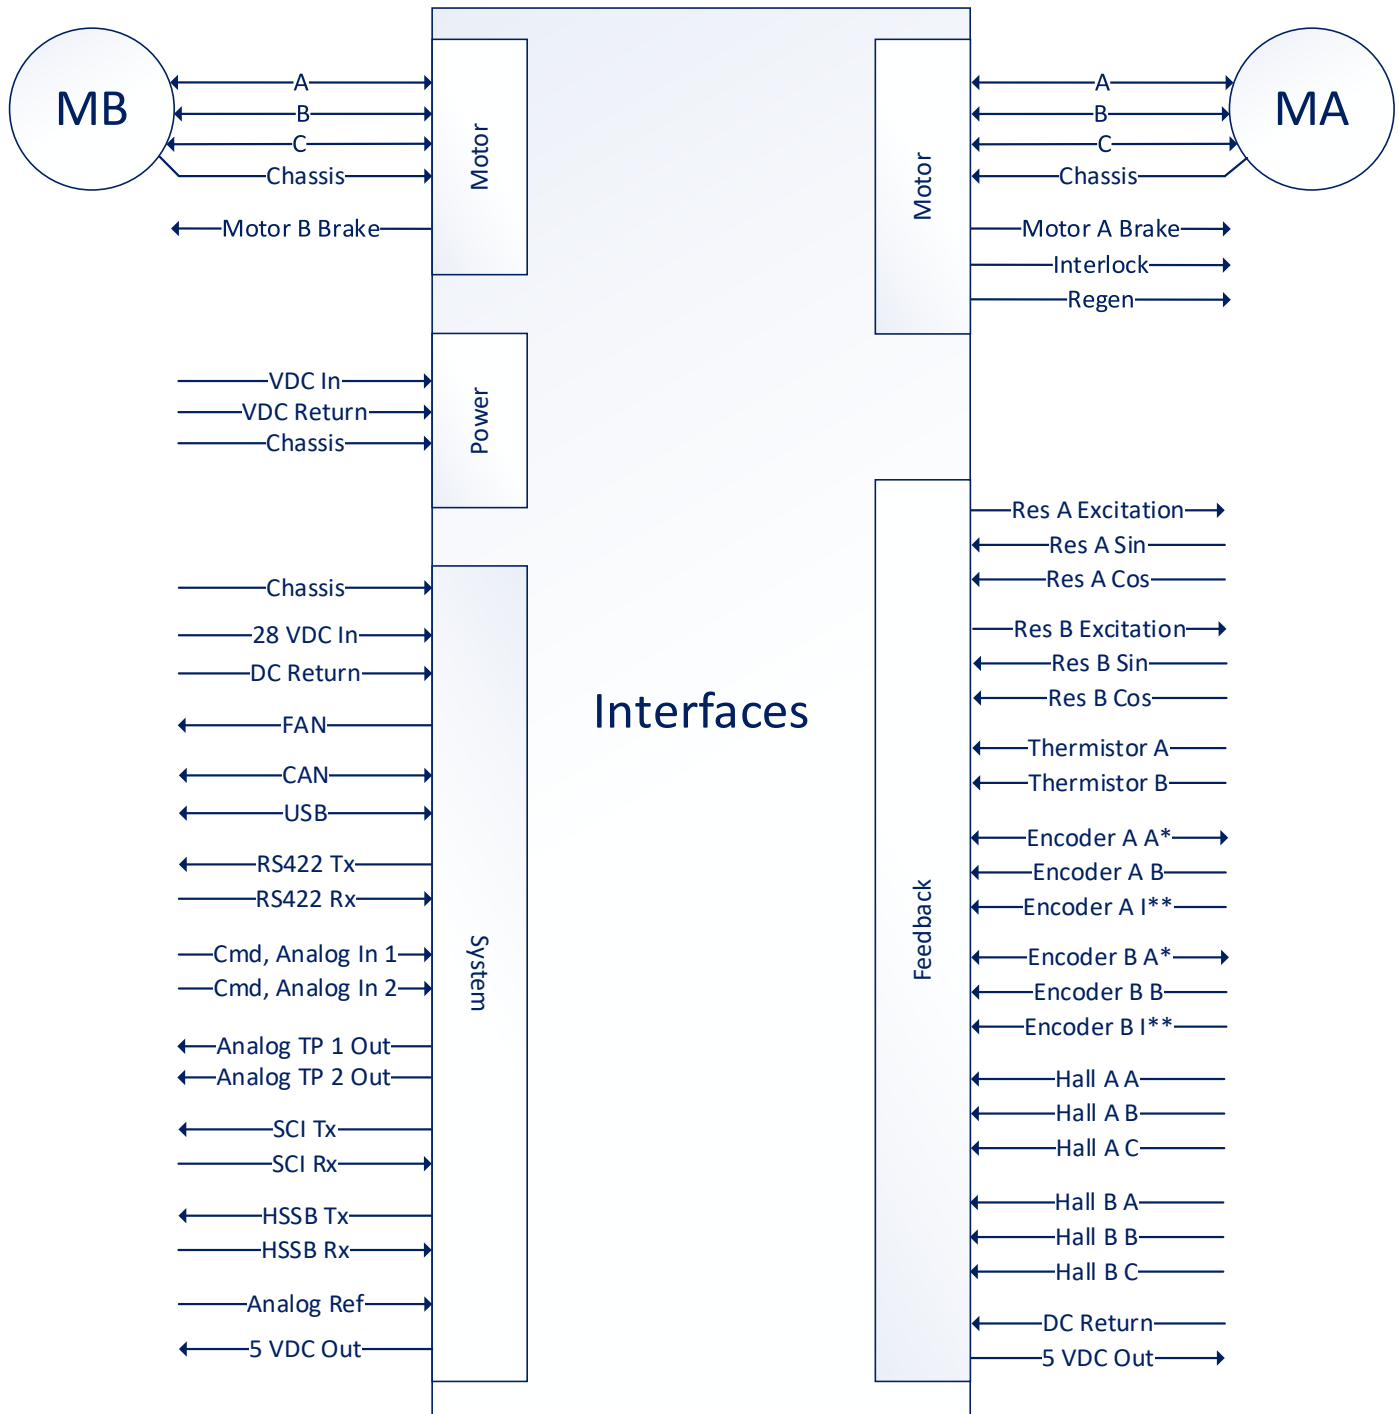 MB
A
B
C
Chassis
Motor B Brake
Motor
VDC In
VDC Return
Chassis
Power
Chassis
28 VDC In
DC Return
FAN
CAN
USB
RS422 Tx
RS422 Rx
Cmd, Analog In 1
Cmd, Analog In 2
Analog TP 1 Out
Analog TP 2 Out
SCI Tx
SCI Rx
HSSB Tx
HSSB Rx
Analog Ref
5 VDC Out
System
Interfaces
Motor
A
B
C
Chassis
MA
Motor A Brake
Interlock
Regen
Feedback
Res A Excitation
Res A Sin
Res A Cos
Res B Excitation
Res B Sin
Res B Cos
Thermistor A
Thermistor B
Encoder A A*
Encoder A B
Encoder A I**
Encoder B A*
Encoder B B
Encoder B I**
Hall A A
Hall A B
Hall A C
Hall B A
Hall B B
Hall B C
DC Return
5 VDC Out